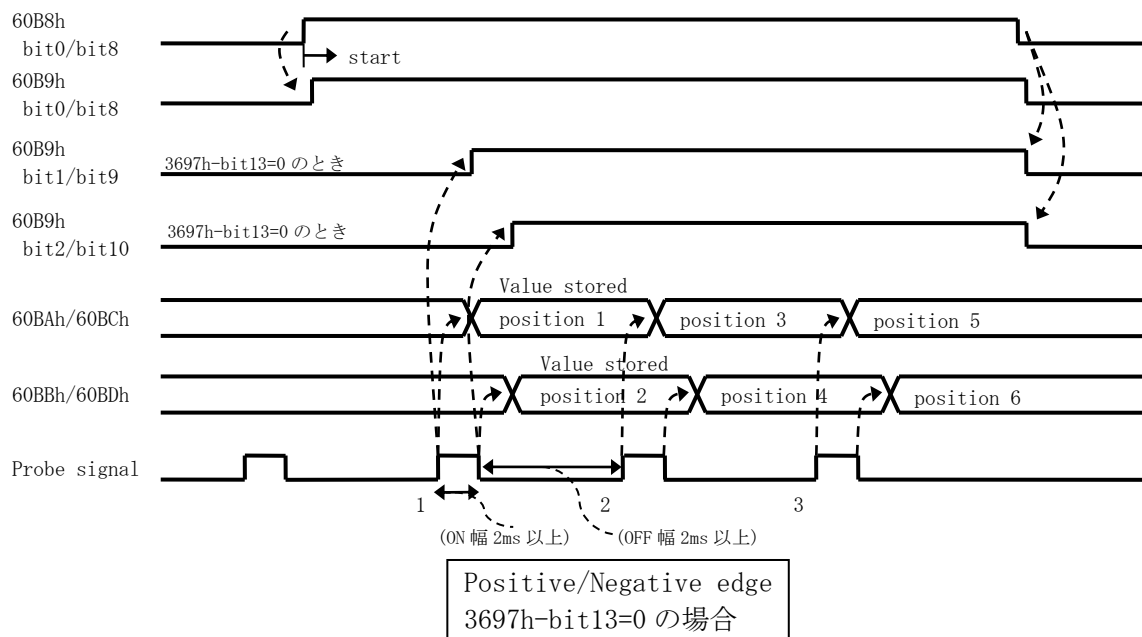 60B8h
bit0/bit8
start
60B9h
bit0/bit8
60B9h
bit1/bit9
3697h-bit13=0 のとき
60B9h
bit2/bit10
3697h-bit13=0 のとき
Value stored
60BAh/60BCh
position 1
position 3
position 5
Value stored
60BBh/60BDh
position 2
position 4
position 6
Probe signal
1
2
3
(ON 幅 2ms 以上)
(OFF 幅 2ms 以上)
Positive/Negative edge
3697h-bit13=0 の場合